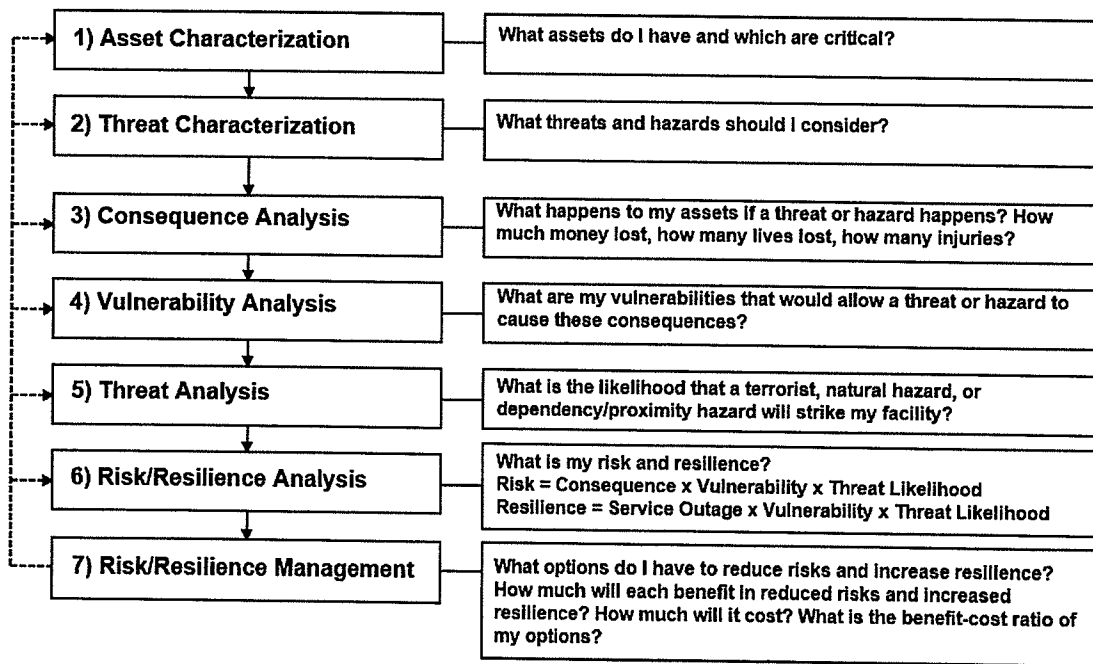 1) Asset Characterization
What assets do I have and which are critical?
2) Threat Characterization
What threats and hazards should I consider?
3) Consequence Analysis
What happens to my assets if a threat or hazard happens? How
much money lost, how many lives lost, how many injuries?
4) Vulnerability Analysis
What are my vulnerabilities that would allow a threat or hazard to
cause these consequences?
5) Threat Analysis
What is the likelihood that a terrorist, natural hazard, or
dependency/proximity hazard will strike my facility?
6) Risk/Resilience Analysis
What is my risk and resilience?
Risk = Consequence x Vulnerability x Threat Likelihood
Resilience = Service Outage x Vulnerability x Threat Likelihood
7) Risk/Resilience Management
What options do I have to reduce risks and increase resilience?
How much will each benefit in reduced risks and increased
resilience? How much will it cost? What is the benefit-cost ratio of
my options?